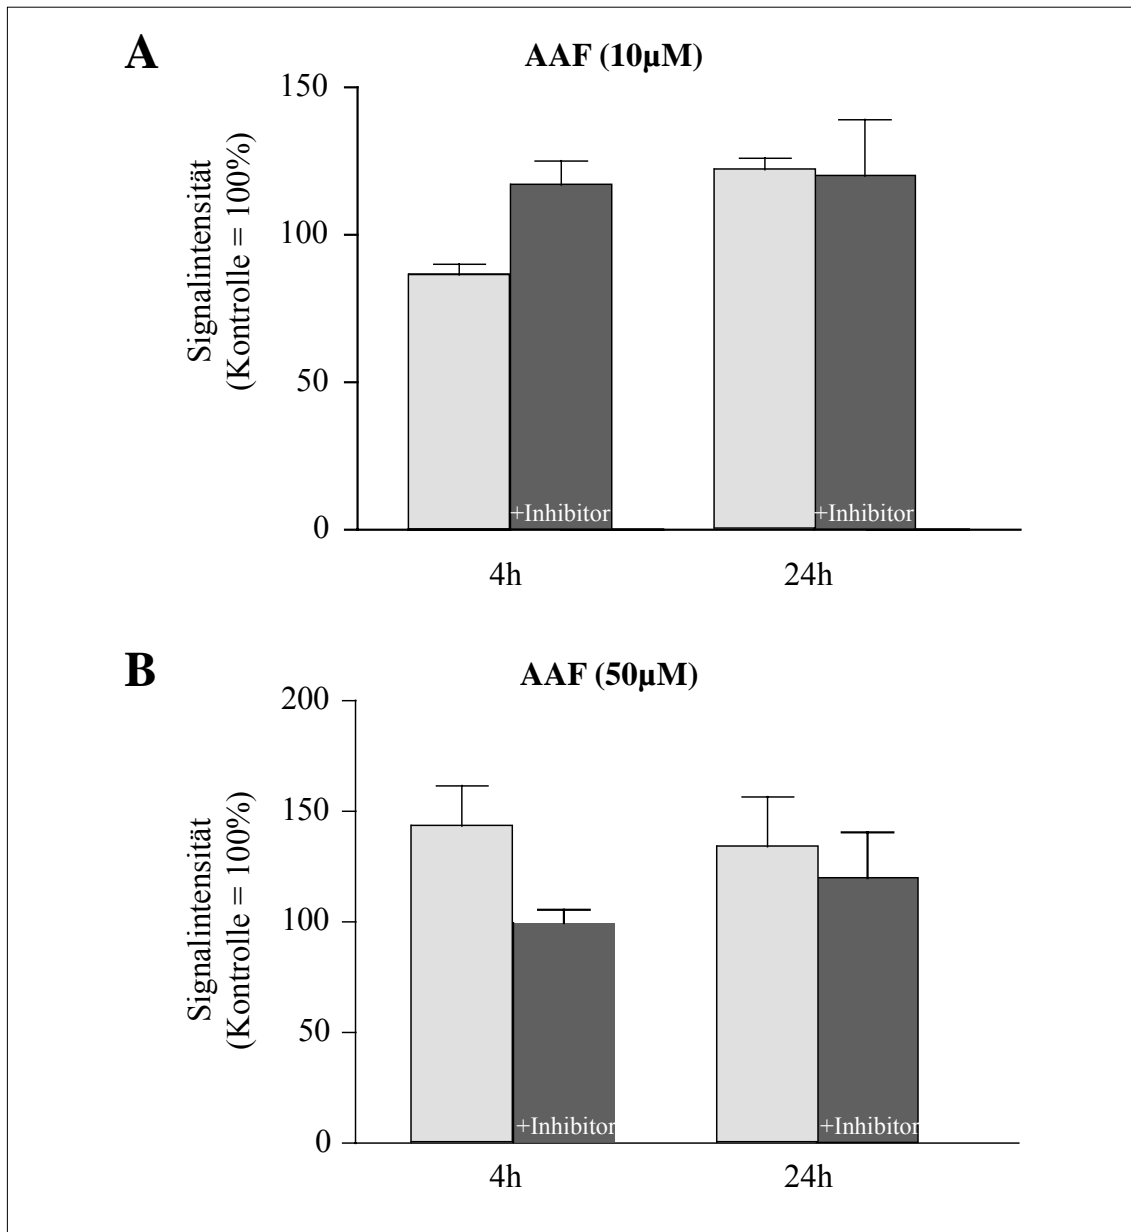 A
AAF (10µM)
Signalintensität
(Kontrolle = 100%)
150
100
50
0
+Inhibitor
+Inhibitor
4h
24h
B
AAF (50µM)
Signalintensität
(Kontrolle = 100%)
200
150
100
50
0
+Inhibitor
+Inhibitor
4h
24h